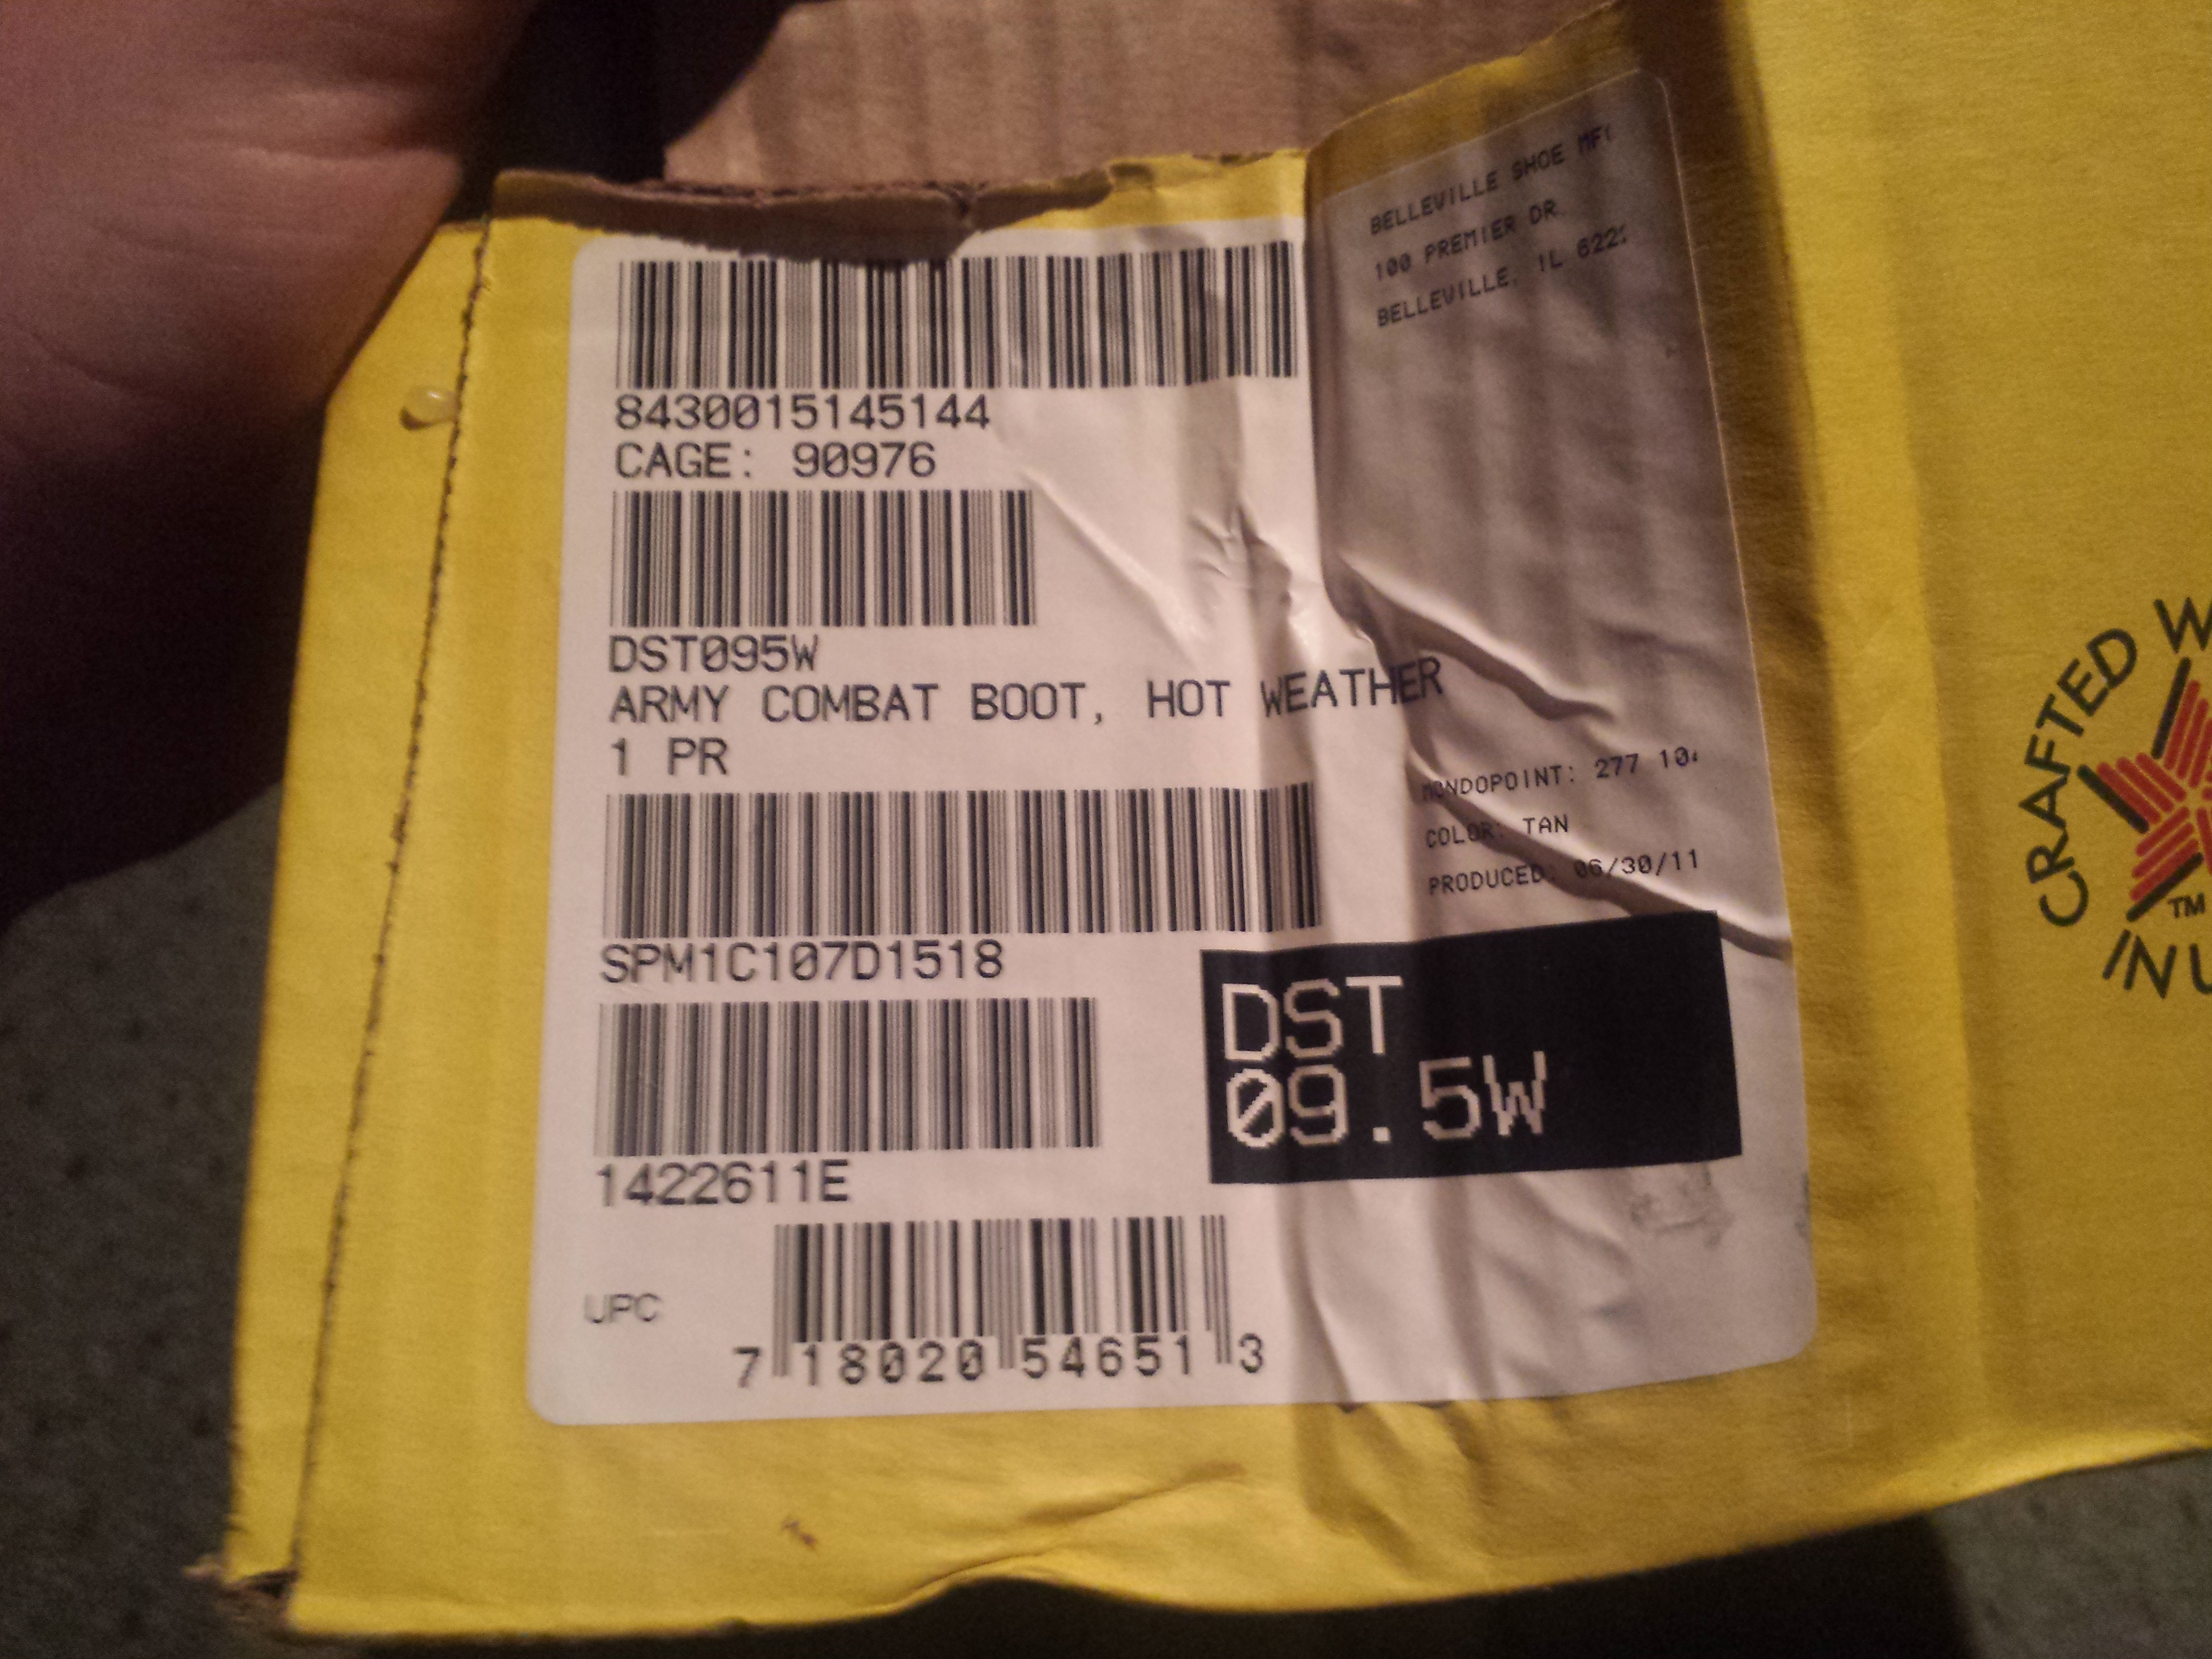 BELLEVILLE SHOE
100 PREMIER DR.
BELLEVILLE, IL
8430015145144
CAGE: 90976
DST095W
ARMY COMBAT BOOT, HOT WEATHER
1 PR
MONDOPOINT: 277
COLOR: TAN
PRODUCED: 06/30/11
SPM1C107D1518
DST
09.5W
1422611E
UPC
7 18020 54651 3
CRAFTED
TM
IN